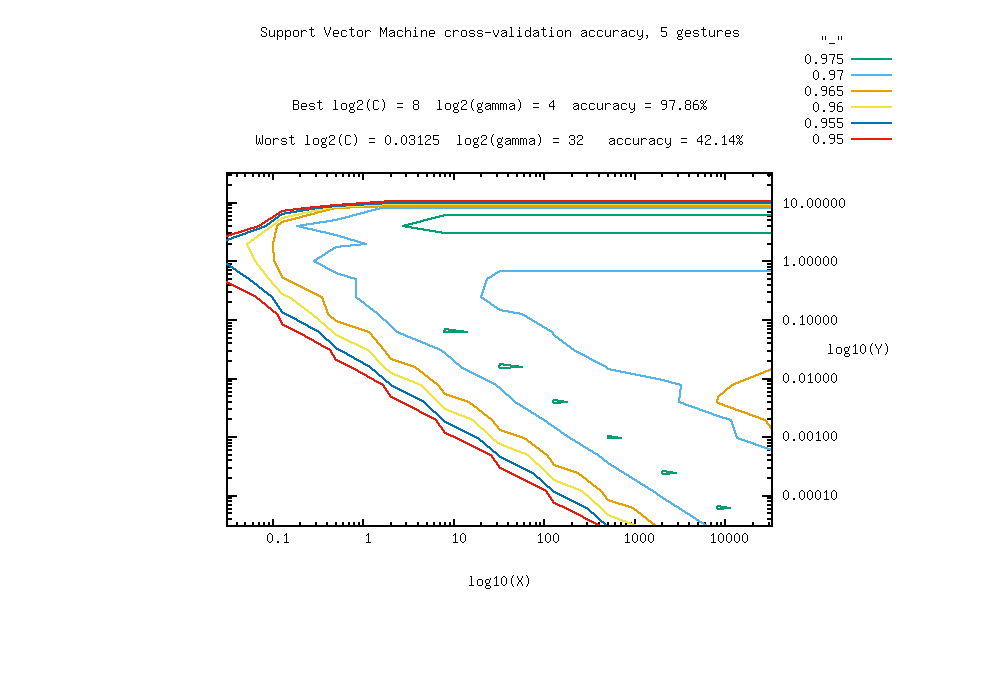 Support Vector Machine cross-validation accuracy, 5 gestures
"_"
0.975
0.97
0.965
0.96
0.955
0.95
Best log2(C) = 8  log2(gamma) = 4  accuracy = 97.86%
Worst log2(C) = 0.03125  log2(gamma) = 32   accuracy = 42.14%
10.00000
1.00000
0.10000
log10(Y)
0.01000
0.00100
0.00010
0.1 1 10 100 1000 10000
log10(X)